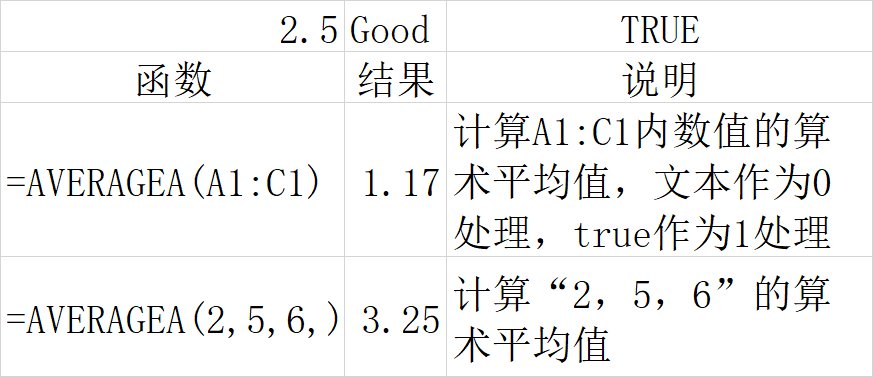 2.5 Good TRUE
函数 结果 说明
计算A1:C1内数值的算
=AVERAGEA(A1:C1) 1.17 术平均值，文本作为0
处理，true作为1处理
计算“2，5，6”的算
=AVERAGEA(2,5,6,) 3.25 术平均值